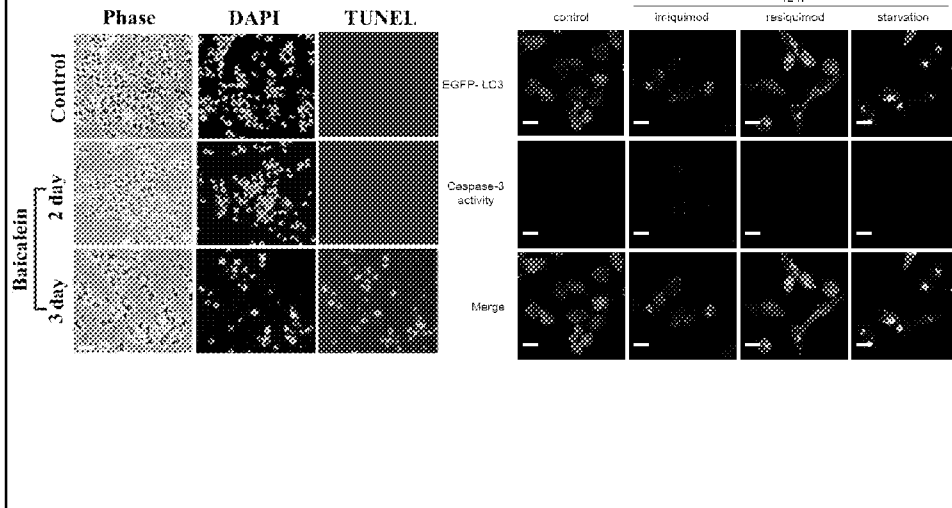 Phase DAPI TUNEL
Control
2 day
3 day
Baicalein
control imiquimod resiquimod starvation
EGFP-LC3
Caspase-3
activity
Merge